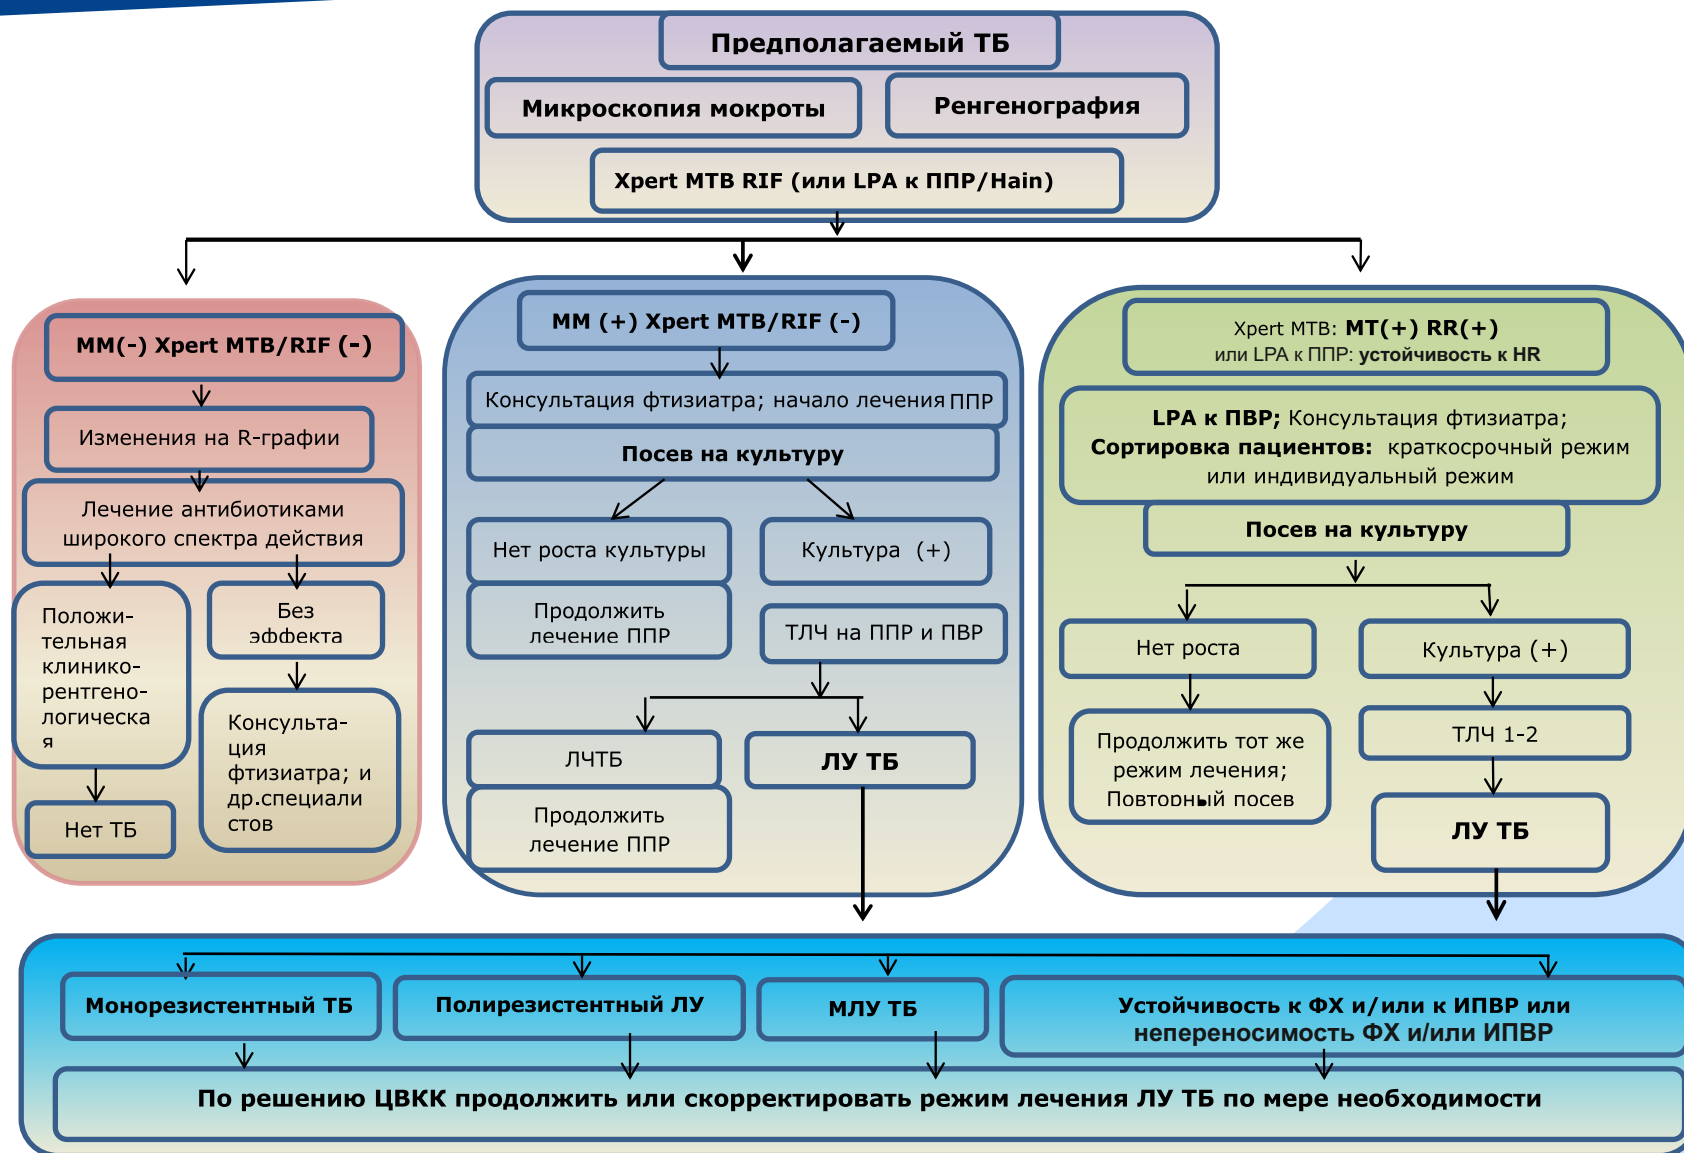 Предполагаемый ТБ
Микроскопия мокроты
Ренгенография
Xpert MTB RIF (или LPA к ППР/Hain)
ММ(-) Xpert MTB/RIF (-)
Изменения на R-графии
Лечение антибиотиками
широкого спектра действия
Положи-
тельная
клинико-
рентгено-
логическа
я
Без
эффекта
Нет ТБ
Консульта-
ция
фтизиатра; и
др.специали
стов
ММ (+) Xpert MTB/RIF (-)
Консультация фтизиатра; начало лечения ППР
Посев на культуру
Нет роста культуры
Продолжить
лечение ППР
Культура (+)
ТЛЧ на ППР и ПВР
ЛЧТБ
Продолжить
лечение ППР
ЛУ ТБ
Xpert MTB: MT(+) RR(+)
или LPA к ППР: устойчивость к HR
LPA к ПВР; Консультация фтизиатра;
Сортировка пациентов: краткосрочный режим
или индивидуальный режим
Посев на культуру
Нет роста
Продолжить тот же
режим лечения;
Повторный посев
Культура (+)
ТЛЧ 1-2
ЛУ ТБ
Монорезистентный ТБ
Полирезистентный ЛУ
МЛУ ТБ
Устойчивость к ФХ и/или к ИПВР или
непереносимость ФХ и/или ИПВР
По решению ЦВКК продолжить или скорректировать режим лечения ЛУ ТБ по мере необходимости